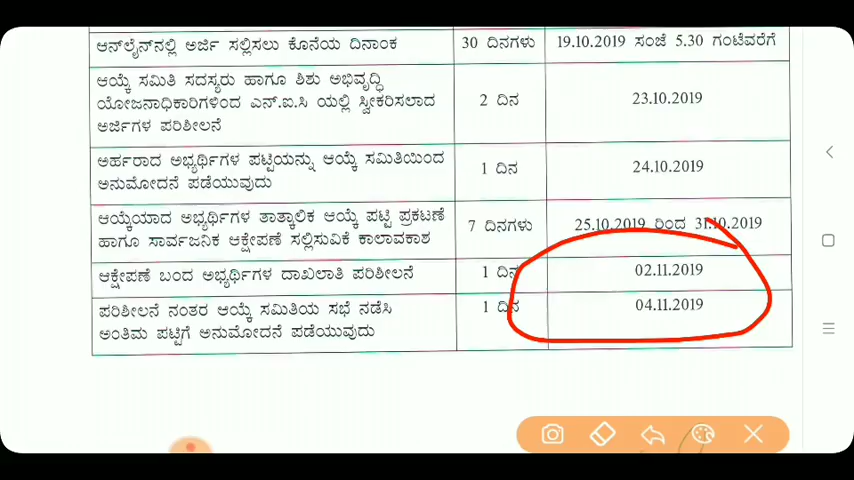 ಆನ್‌ಲೈನ್‌ನಲ್ಲಿ ಅರ್ಜಿ ಸಲ್ಲಿಸಲು ಕೊನೆಯ ದಿನಾಂಕ 30 ದಿನಗಳು 19.10.2019 ಸಂಜೆ 5.30 ಗಂಟೆವರೆಗೆ
ಆಯ್ಕೆ ಸಮಿತಿ ಸದಸ್ಯರು ಹಾಗೂ ಶಿಶು ಅಭಿವೃದ್ಧಿ
ಯೋಜನಾಧಿಕಾರಿಗಳಿಂದ ಎನ್.ಐ.ಸಿ ಯಲ್ಲಿ ಸ್ವೀಕರಿಸಲಾದ
ಅರ್ಜಿಗಳ ಪರಿಶೀಲನೆ
2 ದಿನ 23.10.2019
ಅರ್ಹರಾದ ಅಭ್ಯರ್ಥಿಗಳ ಪಟ್ಟಿಯನ್ನು ಆಯ್ಕೆ ಸಮಿತಿಯಿಂದ
ಅನುಮೋದನೆ ಪಡೆಯುವುದು
1 ದಿನ 24.10.2019
ಆಯ್ಕೆಯಾದ ಅಭ್ಯರ್ಥಿಗಳ ತಾತ್ಕಾಲಿಕ ಆಯ್ಕೆ ಪಟ್ಟಿ ಪ್ರಕಟಣೆ
ಹಾಗೂ ಸಾರ್ವಜನಿಕ ಆಕ್ಷೇಪಣೆ ಸಲ್ಲಿಸುವಿಕೆ ಕಾಲಾವಕಾಶ
7 ದಿನಗಳು 25.10.2019 ರಿಂದ 31.10.2019
ಆಕ್ಷೇಪಣೆ ಬಂದ ಅಭ್ಯರ್ಥಿಗಳ ದಾಖಲಾತಿ ಪರಿಶೀಲನೆ 1 ದಿನ 02.11.2019
ಪರಿಶೀಲನೆ ನಂತರ ಆಯ್ಕೆ ಸಮಿತಿಯ ಸಭೆ ನಡೆಸಿ
ಅಂತಿಮ ಪಟ್ಟಿಗೆ ಅನುಮೋದನೆ ಪಡೆಯುವುದು
1 ದಿನ 04.11.2019